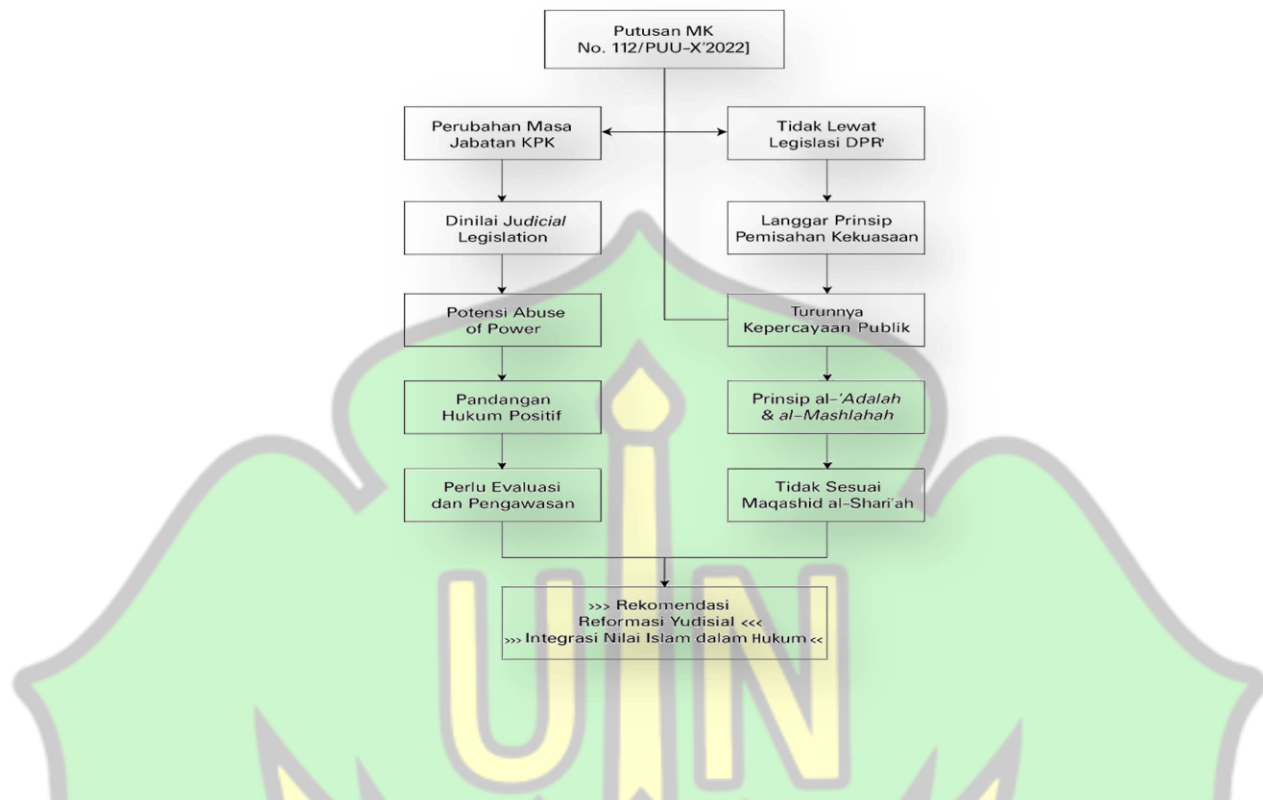 Putusan MK
No. 112/PUU-X'2022]
Perubahan Masa
Jabatan KPK
Tidak Lewat
Legislasi DPR'
Dinilai Judicial
Legislation
Langgar Prinsip
Pemisahan Kekuasaan
Potensi Abuse
of Power
Turunnya
Kepercayaan Publik
Pandangan
Hukum Positif
Prinsip al-'Adalah
& al-Mashlahah
Perlu Evaluasi
dan Pengawasan
Tidak Sesuai
Maqashid al-Shari'ah
>>> Rekomendasi
Reformasi Yudisial <<<
>>> Integrasi Nilai Islam dalam Hukum <<
UIN